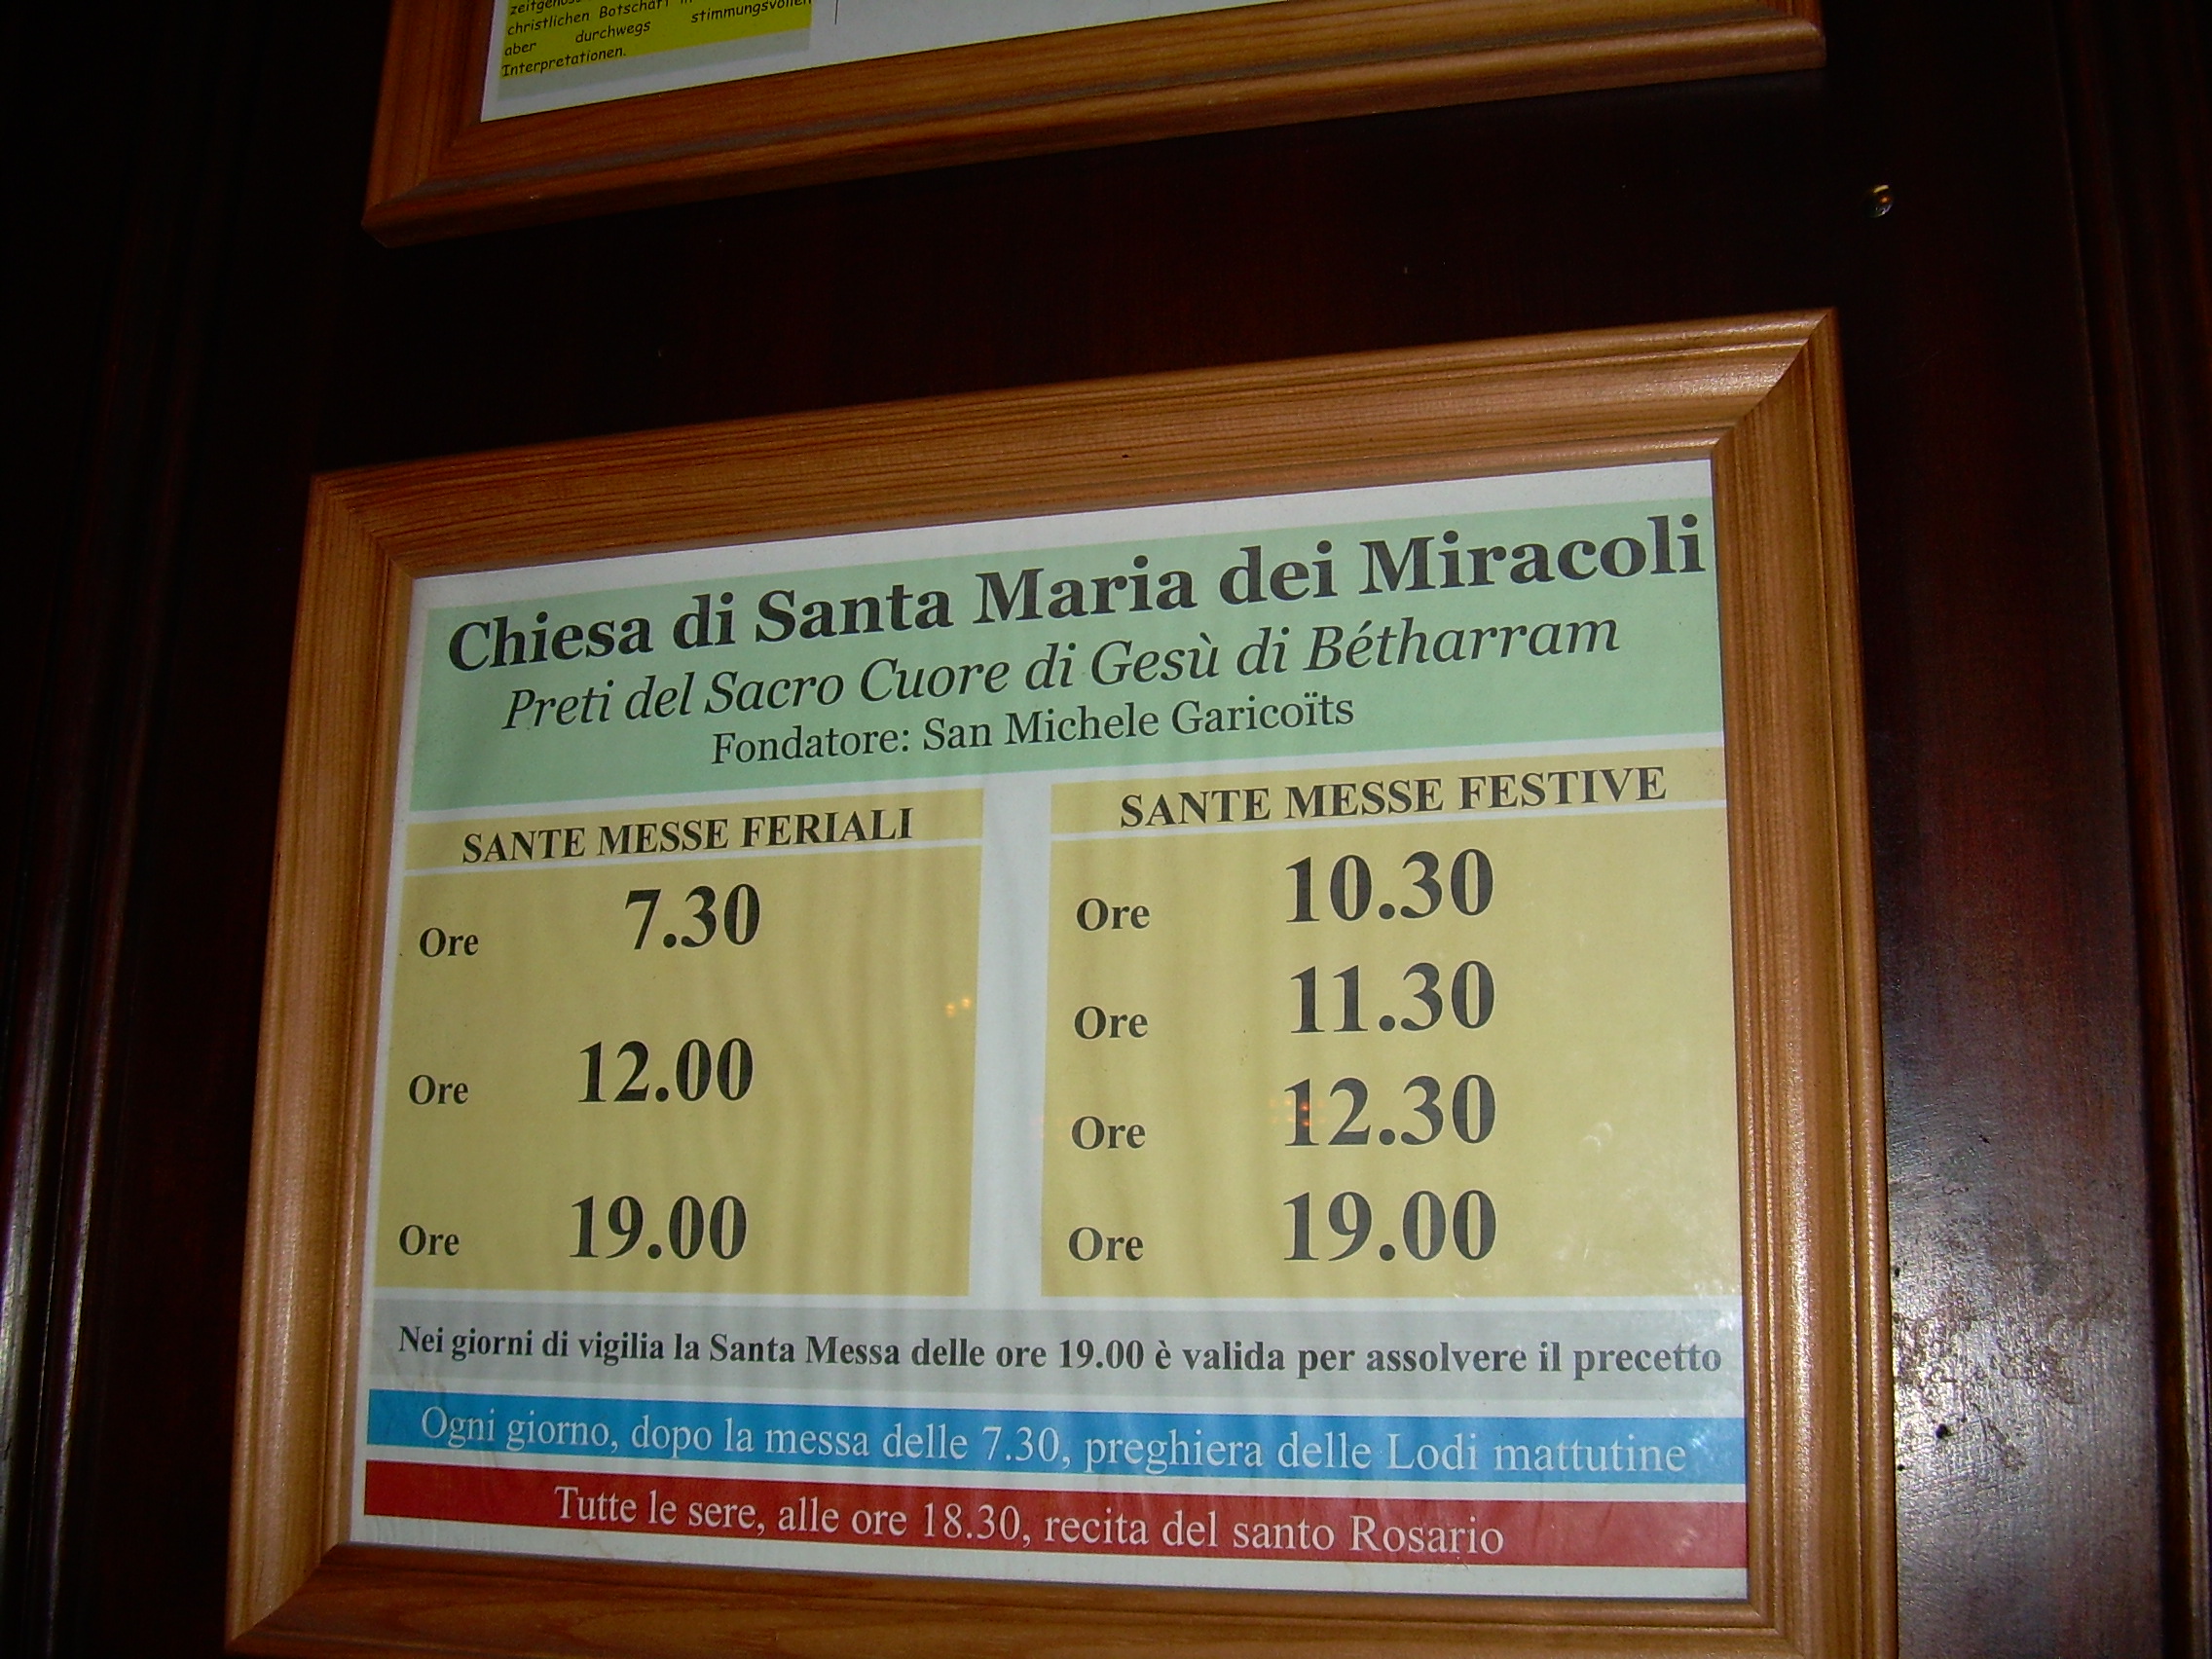 christlichen Botschaft
aber durchwegs stimmungsvollen
Interpretationen.
Chiesa di Santa Maria dei Miracoli
Preti del Sacro Cuore di Gesù di Bétharram
Fondatore: San Michele Garicoïts
SANTE MESSE FERIALI
Ore 7.30
Ore 12.00
Ore 19.00
SANTE MESSE FESTIVE
Ore 10.30
Ore 11.30
Ore 12.30
Ore 19.00
Nei giorni di vigilia la Santa Messa delle ore 19.00 è valida per assolvere il precetto
Ogni giorno, dopo la messa delle 7.30, preghiera delle Lodi mattutine
Tutte le sere, alle ore 18.30, recita del santo Rosario